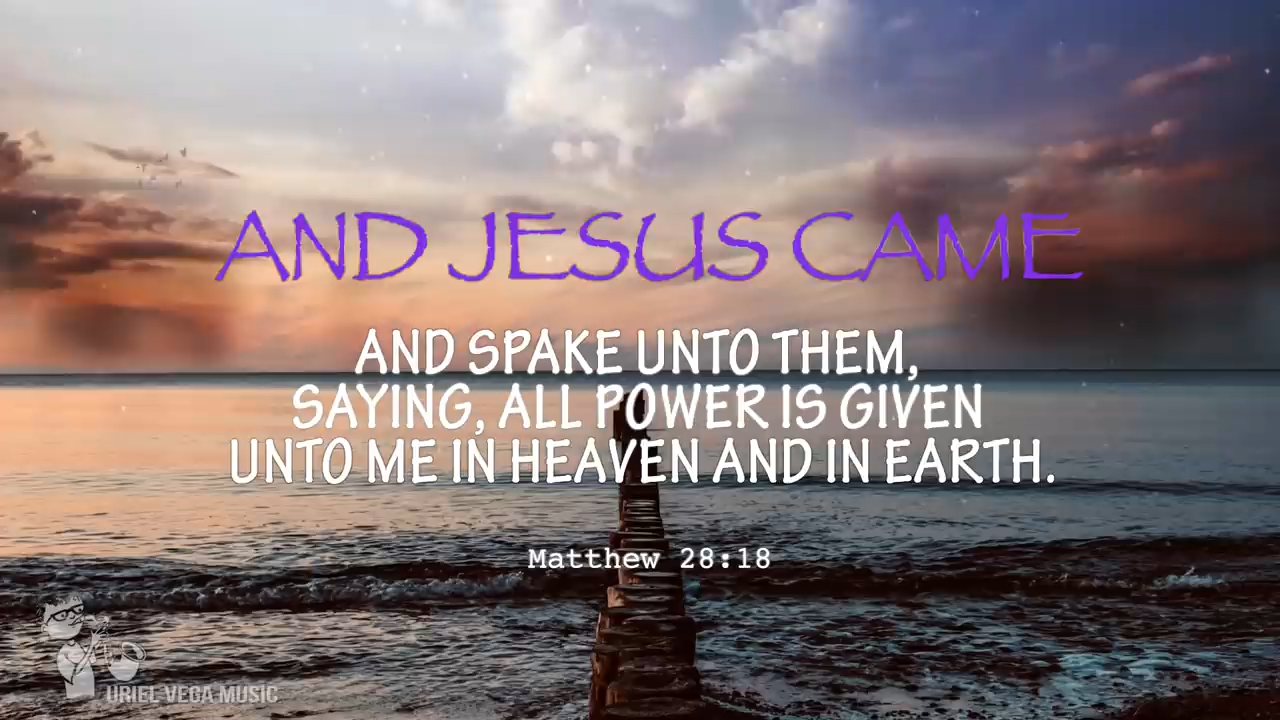 AND JESUS CAME
AND SPAKE UNTO THEM,
SAYING, ALL POWER IS GIVEN
UNTO ME IN HEAVEN AND IN EARTH.
Matthew 28:18
URIEL VEGA MUSIC